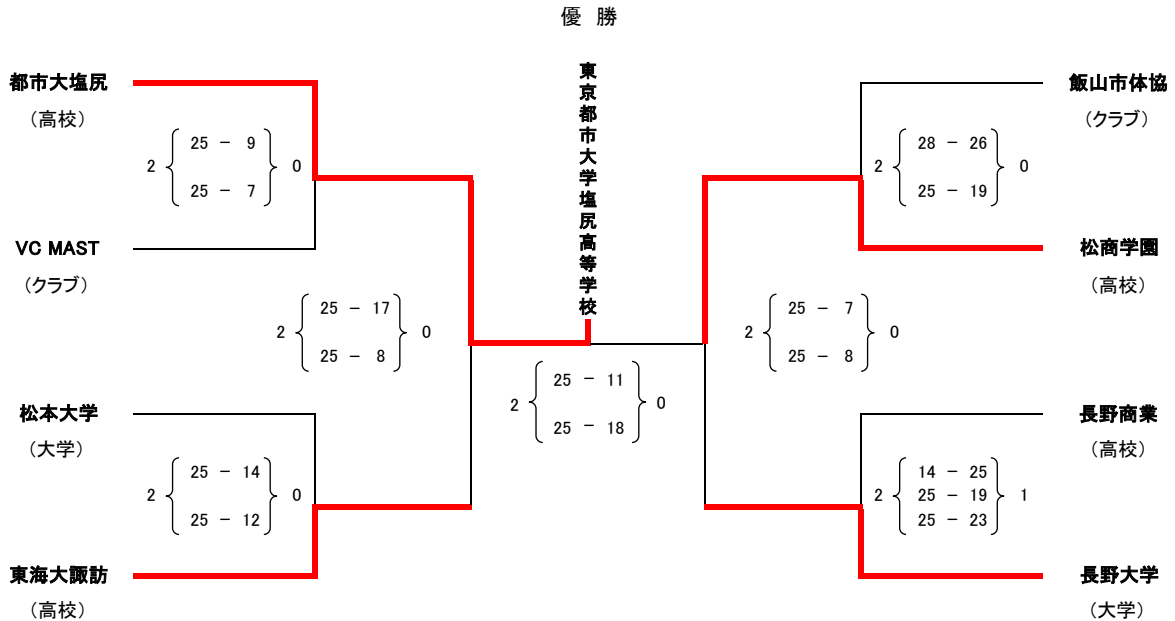 優 勝
東京都市大学塩尻高等学校
都市大塩尻
（高校）
2 25 － 9 0
25 － 7
VC MAST
（クラブ）
2 25 － 17 0
25 － 8
松本大学
（大学）
2 25 － 14 0
25 － 12
東海大諏訪
（高校）
2 25 － 11 0
25 － 18
飯山市体協
（クラブ）
2 28 － 26 0
25 － 19
松商学園
（高校）
2 25 － 7 0
25 － 8
長野商業
（高校）
14 － 25
2 25 － 19 1
25 － 23
長野大学
（大学）